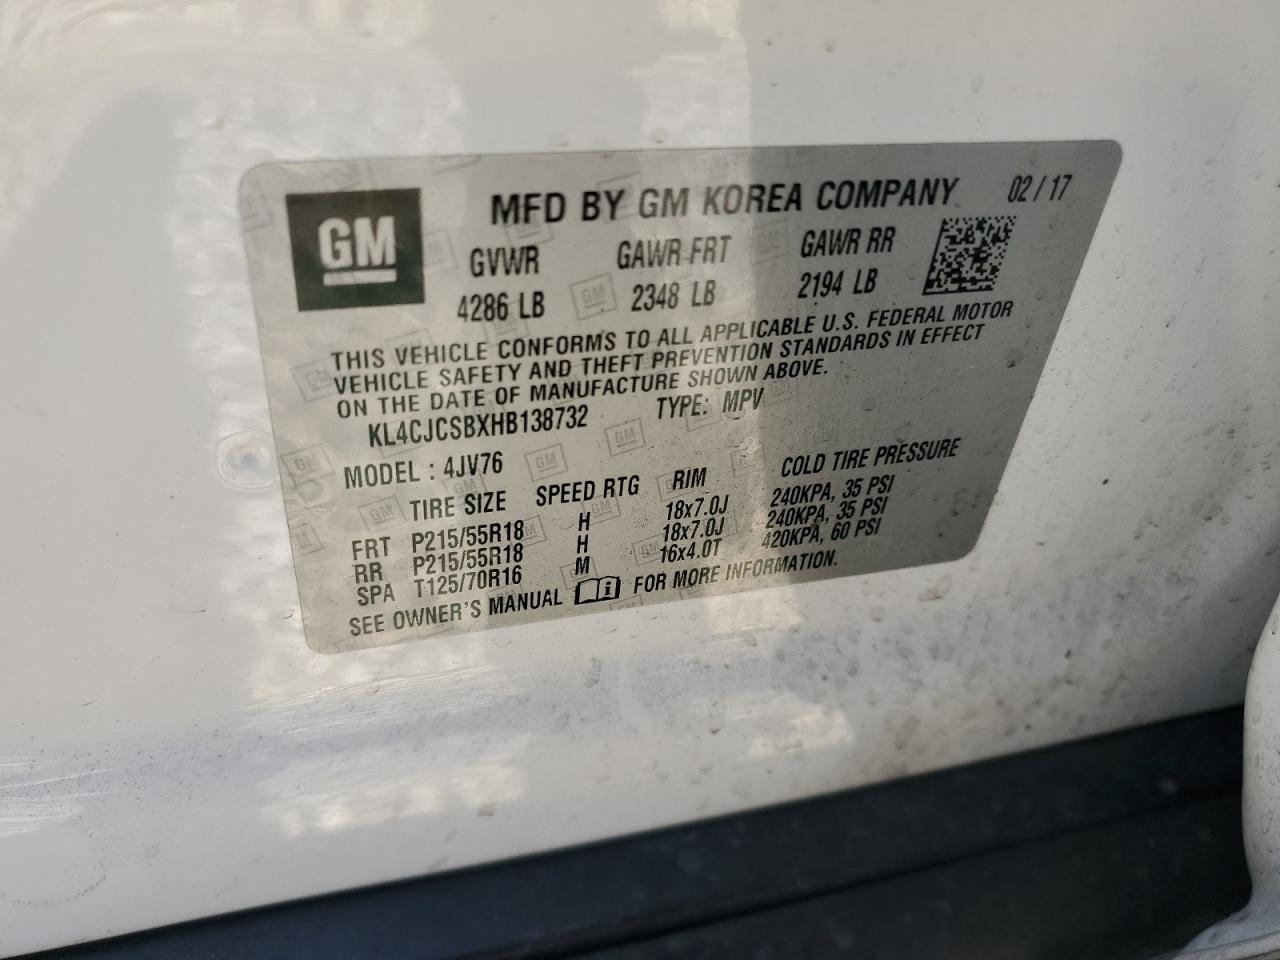 GM
MFD BY GM KOREA COMPANY 02/17
GVWR GAWR FRT GAWR RR
4286 LB 2348 LB 2194 LB
THIS VEHICLE CONFORMS TO ALL APPLICABLE U.S. FEDERAL MOTOR
VEHICLE SAFETY AND THEFT PREVENTION STANDARDS IN EFFECT
ON THE DATE OF MANUFACTURE SHOWN ABOVE.
KL4CJCSBXHB138732 TYPE: MPV
MODEL: 4JV76
TIRE SIZE SPEED RTG RIM COLD TIRE PRESSURE
FRT P215/55R18 H 18x7.0J 240KPA, 35 PSI
RR P215/55R18 H 18x7.0J 240KPA, 35 PSI
SPA T125/70R16 M 16x4.0T 420KPA, 60 PSI
SEE OWNER'S MANUAL i FOR MORE INFORMATION.